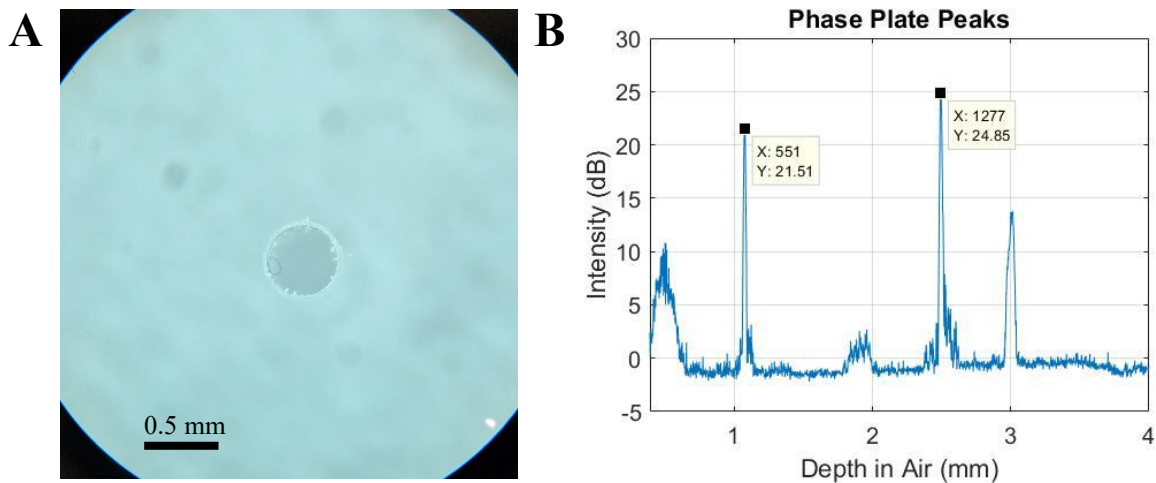 A
0.5 mm
B
Phase Plate Peaks
30
25
20
15
10
5
0
-5
Intensity (dB)
X: 551
Y: 21.51
X: 1277
Y: 24.85
1
2
3
4
Depth in Air (mm)